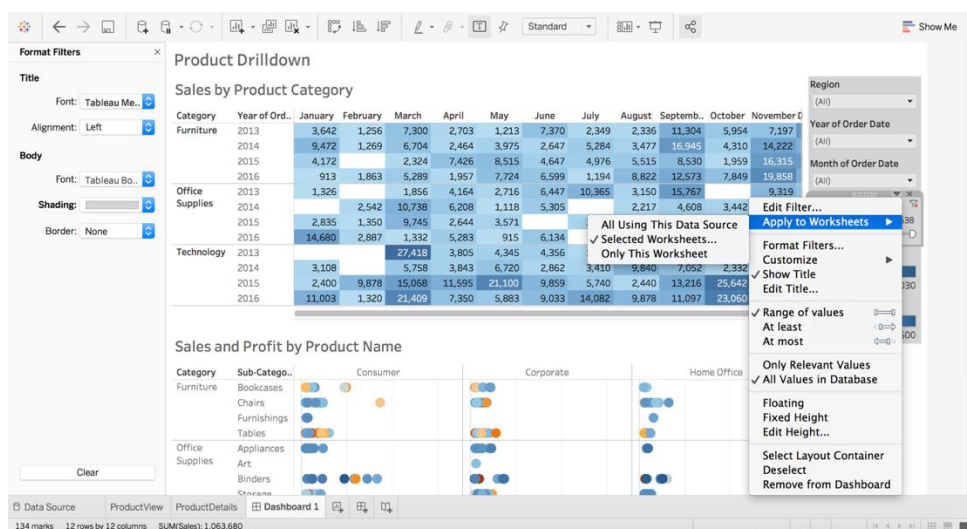 Standard
Show Me
Format Filters
Title
Font: Tableau Me..
Alignment: Left
Body
Font: Tableau Bo..
Shading:
Border: None
Clear
Product Drilldown
Sales by Product Category
Category Year of Ord.. January February March April May June July August Septemb.. October November D
Furniture 2013 3,642 1,256 7,300 2,703 1,213 7,370 2,349 2,336 11,304 5,954 7,197
2014 9,472 1,269 6,704 2,464 3,975 2,647 5,284 3,477 16,945 4,310 14,222
2015 4,172 2,324 7,426 8,515 4,647 4,976 5,515 8,530 1,959 16,315
2016 913 1,863 5,289 1,957 7,724 6,599 1,194 8,822 12,573 7,849 19,858
Office Supplies 2013 1,326 1,856 4,164 2,716 6,447 10,365 3,150 15,767 9,319
2014 2,542 10,738 6,208 1,118 5,305 2,217 4,608 3,442
2015 2,835 1,350 9,745 2,644 3,571
2016 14,680 2,887 1,332 5,283 915 6,134
Technology 2013 27,418 3,805 4,345 4,356
2014 3,108 5,758 3,843 6,720 2,862 3,410 9,840 7,052 2,332
2015 2,400 9,878 15,068 11,595 21,100 9,859 5,740 2,440 13,216 25,642
2016 11,003 1,320 21,409 7,350 5,883 9,033 14,082 9,878 11,097 23,060
Region
(All)
Year of Order Date
(All)
Month of Order Date
(All)
538
030
500
Edit Filter...
Apply to Worksheets
All Using This Data Source
Selected Worksheets...
Only This Worksheet
Format Filters...
Customize
Show Title
Edit Title...
Range of values
At least
At most
Only Relevant Values
All Values in Database
Floating
Fixed Height
Edit Height...
Select Layout Container
Deselect
Remove from Dashboard
Sales and Profit by Product Name
Category Sub-Catego.. Consumer Corporate Home Office
Furniture Bookcases
Chairs
Furnishings
Tables
Office Supplies Appliances
Art
Binders
Storage
Data Source ProductView ProductDetails Dashboard 1
134 marks 12 rows by 12 columns SUM(Sales): 1,063,680